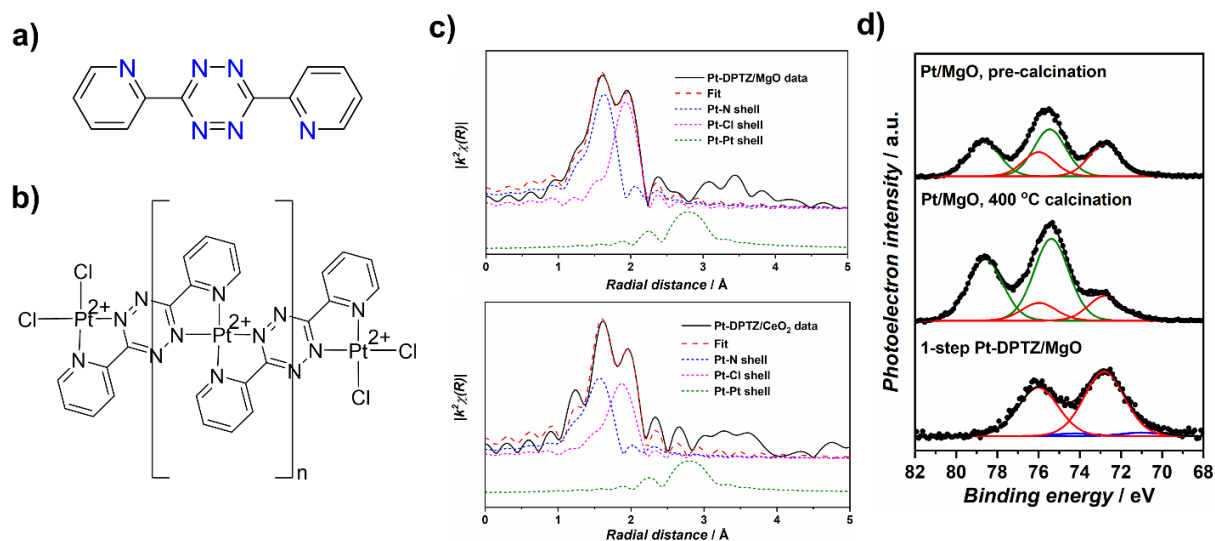 a)
N
N
N
N
N
N
b)
Cl
Cl
Pt
2+
N
N
N
N
N
N
Pt
2+
N
N
N
N
N
N
Pt
2+
Cl
Cl
n
c)
|k²χ(R)|
Pt-DPTZ/MgO data
Fit
Pt-N shell
Pt-Cl shell
Pt-Pt shell
0 1 2 3 4 5
Radial distance / Å
|k²χ(R)|
Pt-DPTZ/CeO₂ data
Fit
Pt-N shell
Pt-Cl shell
Pt-Pt shell
0 1 2 3 4 5
Radial distance / Å
d)
Photoelectron intensity / a.u.
Pt/MgO, pre-calcination
Pt/MgO, 400 °C calcination
1-step Pt-DPTZ/MgO
82 80 78 76 74 72 70 68
Binding energy / eV